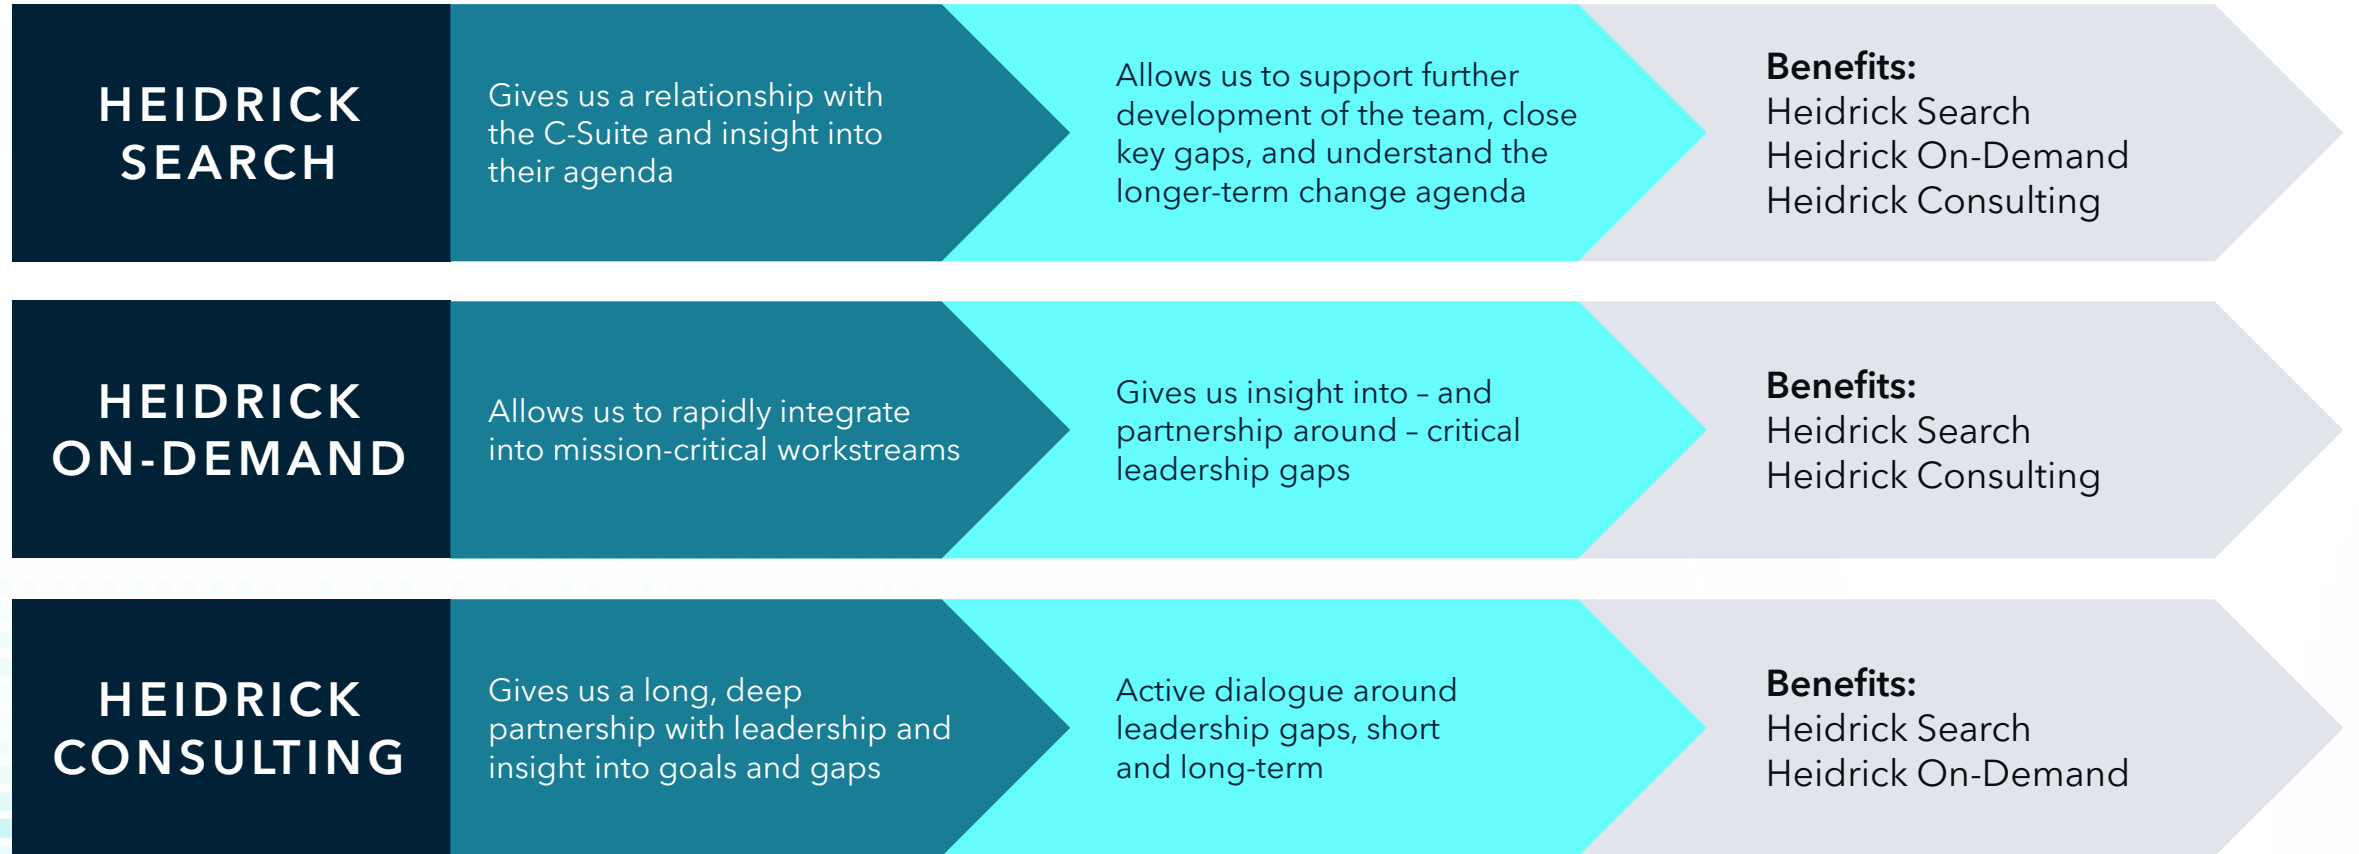 HEIDRICK
SEARCH
Gives us a relationship with
the C-Suite and insight into
their agenda
Allows us to support further
development of the team, close
key gaps, and understand the
longer-term change agenda
Benefits:
Heidrick Search
Heidrick On-Demand
Heidrick Consulting
HEIDRICK
ON-DEMAND
Allows us to rapidly integrate
into mission-critical workstreams
Gives us insight into – and
partnership around – critical
leadership gaps
Benefits:
Heidrick Search
Heidrick Consulting
HEIDRICK
CONSULTING
Gives us a long, deep
partnership with leadership and
insight into goals and gaps
Active dialogue around
leadership gaps, short
and long-term
Benefits:
Heidrick Search
Heidrick On-Demand